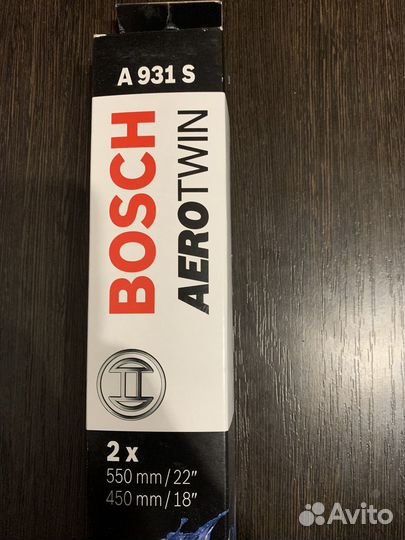 A 931 S
BOSCH
AEROTWIN
2 x
550 mm / 22"
450 mm / 18"
Avito